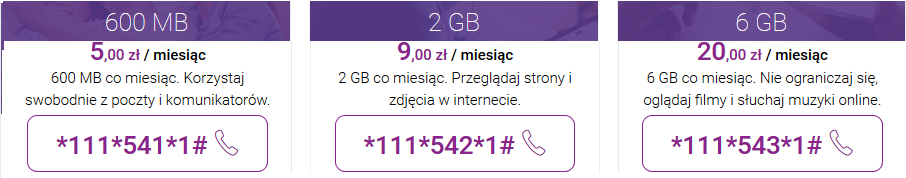 600 MB
5,00 zł / miesiąc
600 MB co miesiąc. Korzystaj
swobodnie z poczty i komunikatorów.
*111*541*1#
2 GB
9,00 zł / miesiąc
2 GB co miesiąc. Przeglądaj strony i
zdjęcia w internecie.
*111*542*1#
6 GB
20,00 zł / miesiąc
6 GB co miesiąc. Nie ograniczaj się,
oglądaj filmy i słuchaj muzyki online.
*111*543*1#